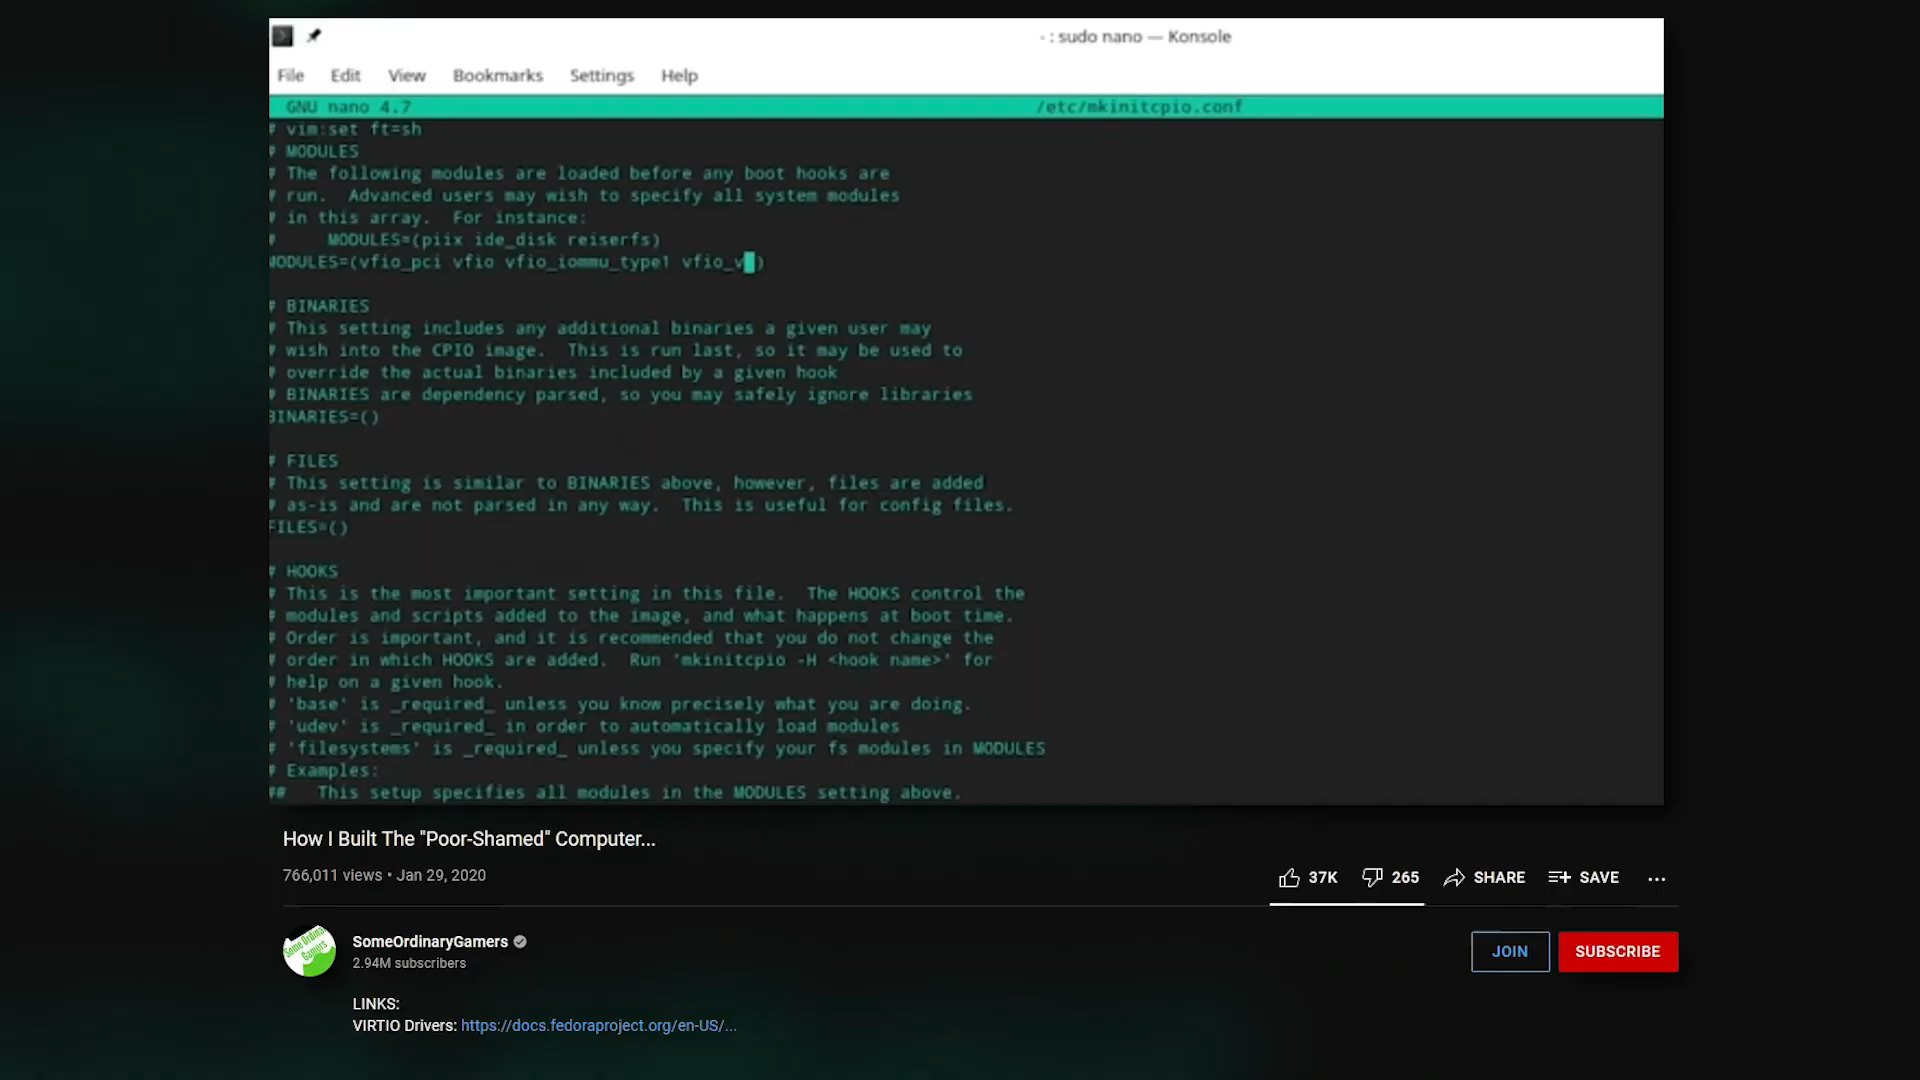 - : sudo nano — Konsole
File Edit View Bookmarks Settings Help
GNU nano 4.7 /etc/mkinitcpio.conf
# vim:set ft=sh
# MODULES
# The following modules are loaded before any boot hooks are
# run. Advanced users may wish to specify all system modules
# in this array. For instance:
# MODULES=(piix ide_disk reiserfs)
MODULES=(vfio_pci vfio vfio_iommu_type1 vfio_v)
# BINARIES
# This setting includes any additional binaries a given user may
# wish into the CPIO image. This is run last, so it may be used to
# override the actual binaries included by a given hook
# BINARIES are dependency parsed, so you may safely ignore libraries
BINARIES=()
# FILES
# This setting is similar to BINARIES above, however, files are added
# as-is and are not parsed in any way. This is useful for config files.
FILES=()
# HOOKS
# This is the most important setting in this file. The HOOKS control the
# modules and scripts added to the image, and what happens at boot time.
# Order is important, and it is recommended that you do not change the
# order in which HOOKS are added. Run 'mkinitcpio -H <hook name>' for
# help on a given hook.
# 'base' is _required_ unless you know precisely what you are doing.
# 'udev' is _required_ in order to automatically load modules
# 'filesystems' is _required_ unless you specify your fs modules in MODULES
# Examples:
## This setup specifies all modules in the MODULES setting above.
How I Built The "Poor-Shamed" Computer...
766,011 views • Jan 29, 2020
37K 265 SHARE SAVE ...
Some Ordinary Gamers
SomeOrdinaryGamers
2.94M subscribers
JOIN SUBSCRIBE
LINKS:
VIRTIO Drivers: https://docs.fedoraproject.org/en-US/...